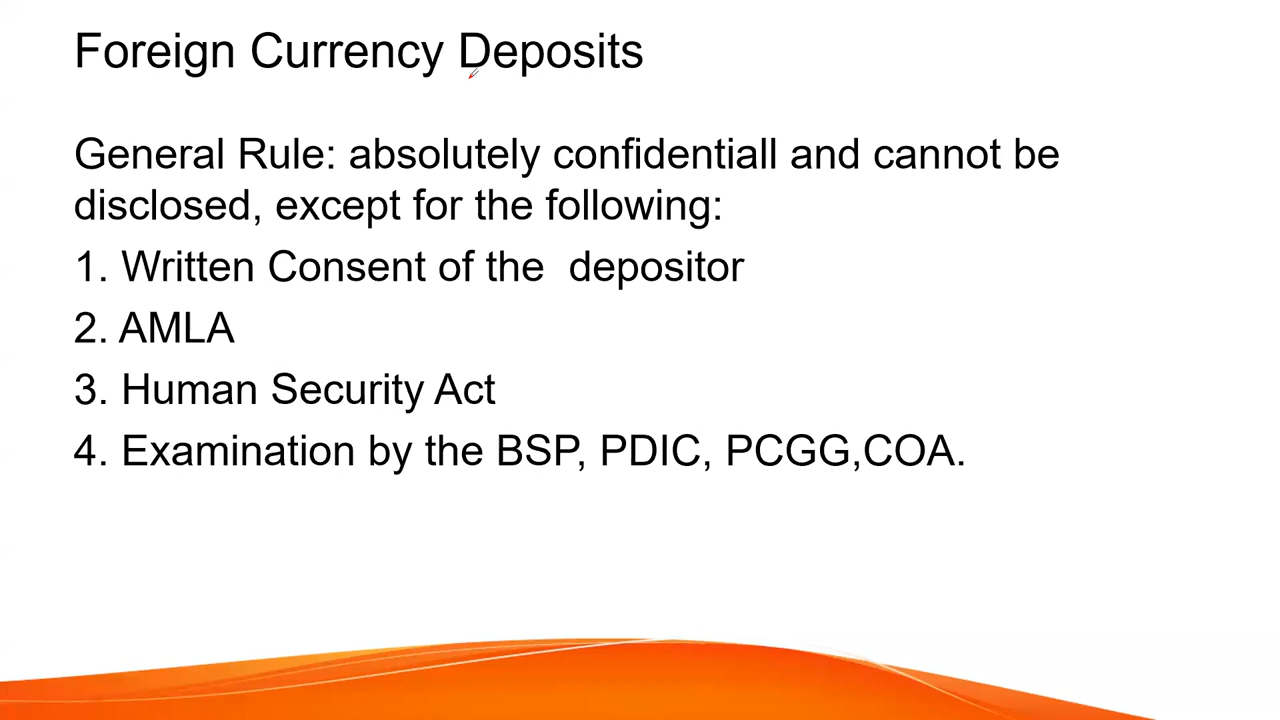 Foreign Currency Deposits
General Rule: absolutely confidentiall and cannot be
disclosed, except for the following:
1. Written Consent of the  depositor
2. AMLA
3. Human Security Act
4. Examination by the BSP, PDIC, PCGG,COA.